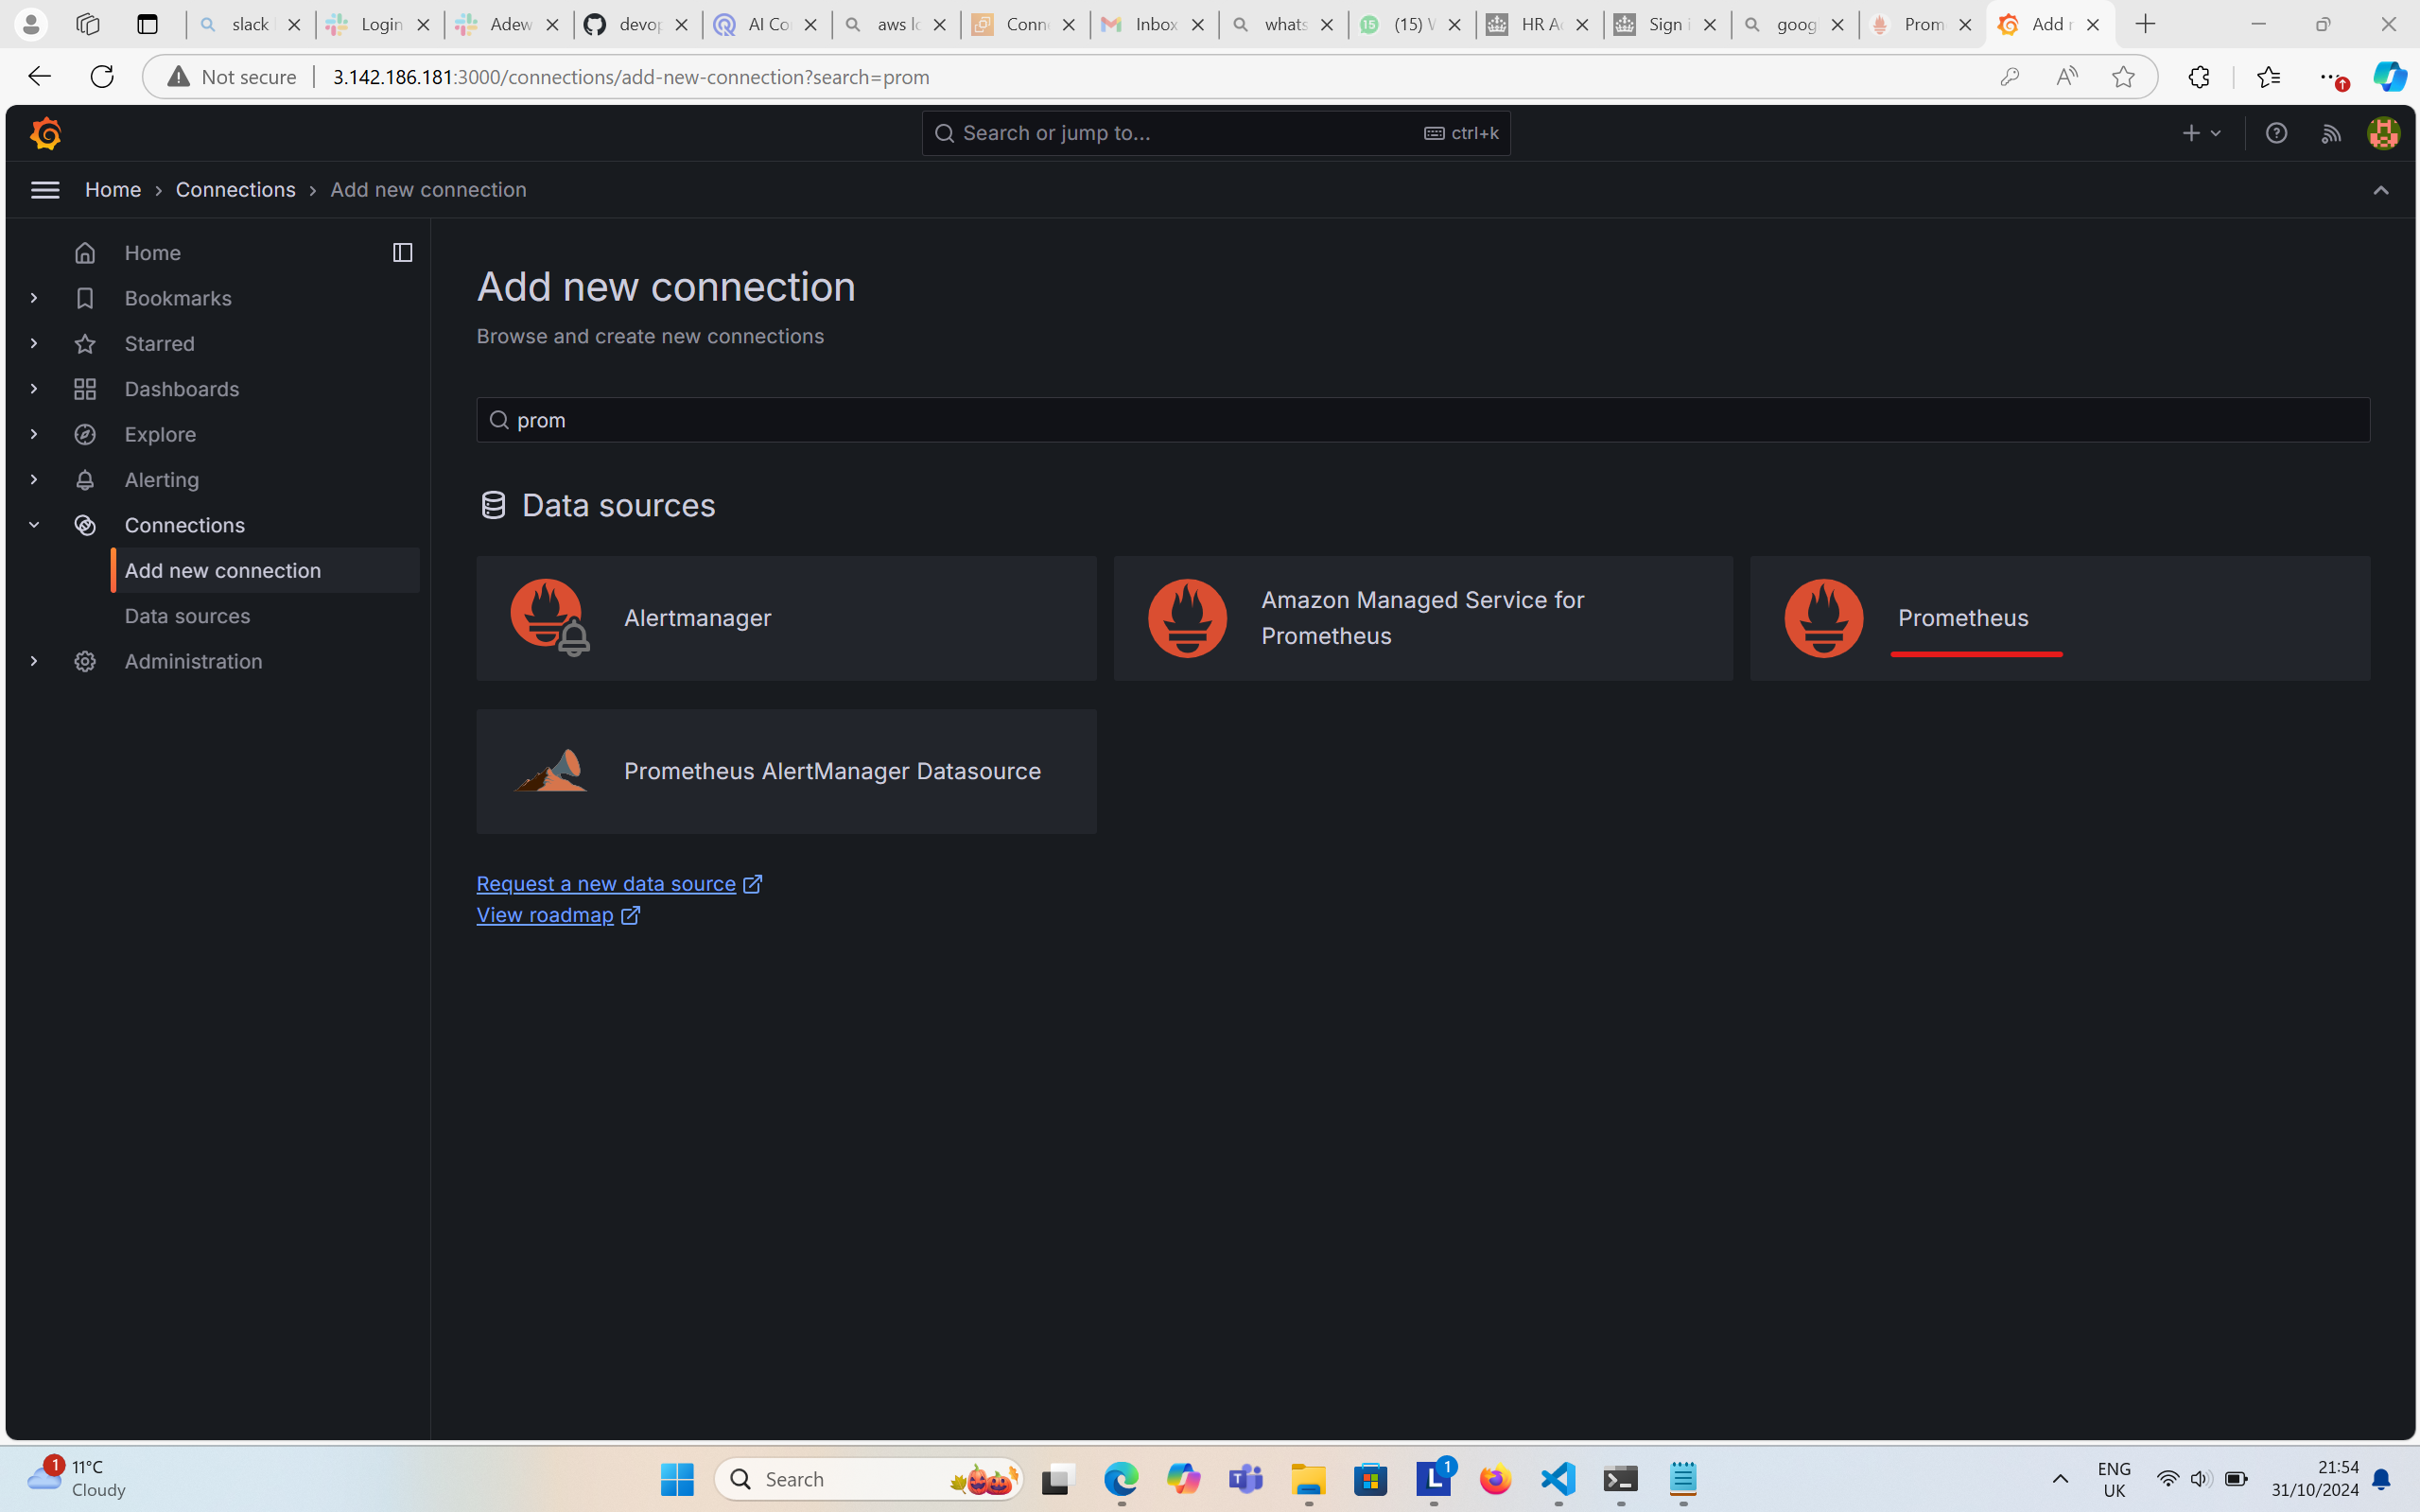 slack
Login
Adew
devop
AI Co
aws lo
Conn
Inbox
whats
(15) W
HR Ac
Sign i
goog
Prom
Add r
Not secure
3.142.186.181:3000/connections/add-new-connection?search=prom
Search or jump to...
ctrl+k
Home > Connections > Add new connection
Home
Bookmarks
Starred
Dashboards
Explore
Alerting
Connections
Add new connection
Data sources
Administration
Add new connection
Browse and create new connections
prom
Data sources
Alertmanager
Amazon Managed Service for
Prometheus
Prometheus
Prometheus AlertManager Datasource
Request a new data source
View roadmap
1
11°C
Cloudy
Search
1
ENG
UK
21:54
31/10/2024